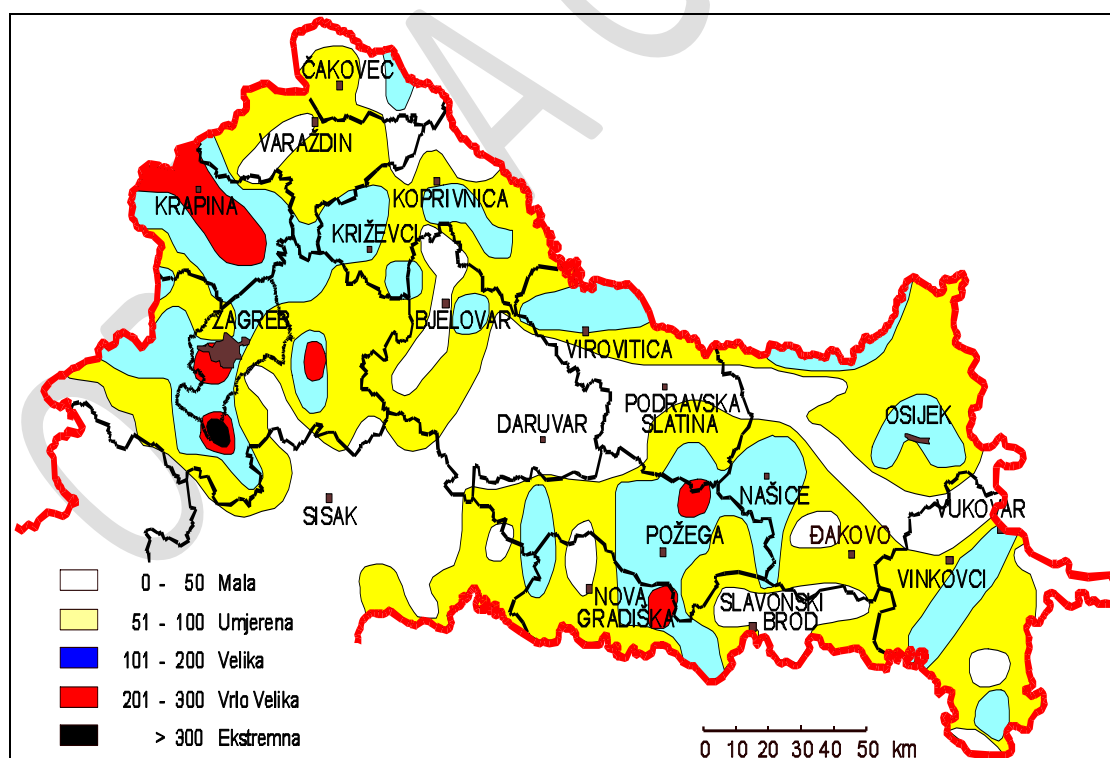 ČAKOVEC
VARAŽDIN
KRAPINA
KOPRIVNICA
KRIŽEVCI
ZAGREB
BJELOVAR
VIROVITICA
PODRAVSKA
SLATINA
DARUVAR
OSIJEK
NAŠICE
VUKOVAR
SISAK
POŽEGA
ĐAKOVO
VINKOVCI
NOVA
GRADIŠKA
SLAVONSKI
BROD
0 - 50 Mala
51 - 100 Umjerena
101 - 200 Velika
201 - 300 Vrlo Velika
> 300 Ekstremna
0 10 20 30 40 50 km